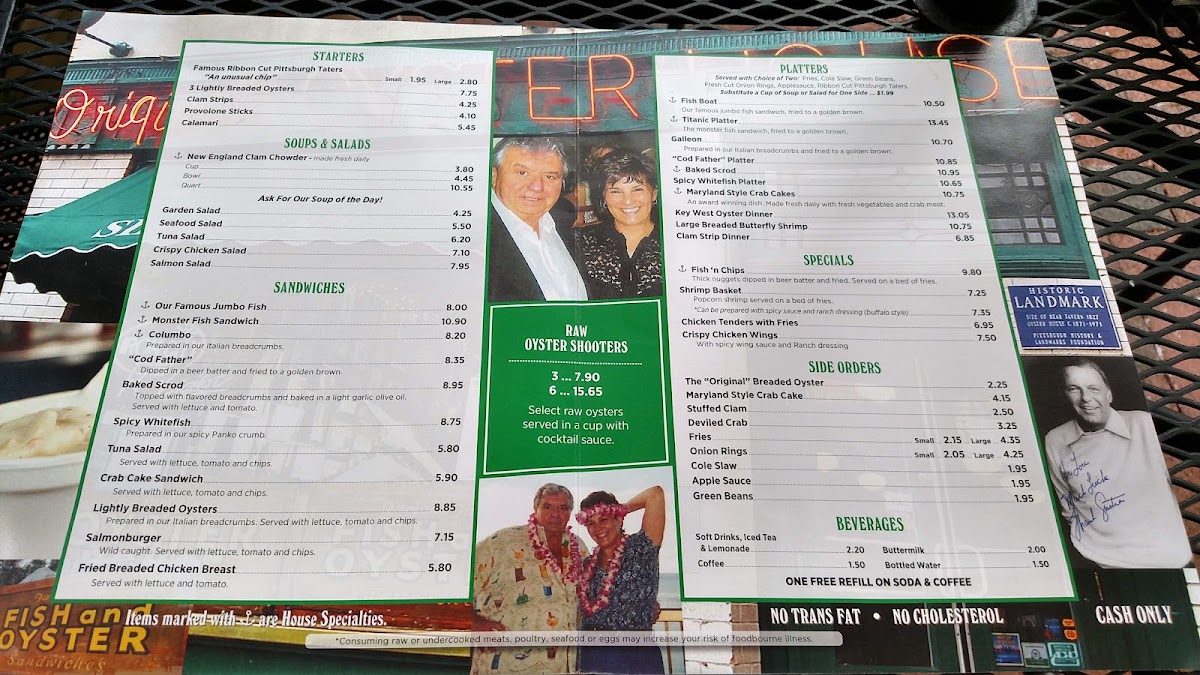 Origi
TER HOUSE
STARTERS
Famous Ribbon Cut Pittsburgh Taters
"An unusual chip" Small 1.95 Large 2.80
3 Lightly Breaded Oysters 7.75
Clam Strips 4.25
Provolone Sticks 4.10
Calamari 5.45
SOUPS & SALADS
New England Clam Chowder - made fresh daily
Cup 3.80
Bowl 4.45
Quart 10.55
Ask For Our Soup of the Day!
Garden Salad 4.25
Seafood Salad 5.50
Tuna Salad 6.20
Crispy Chicken Salad 7.10
Salmon Salad 7.95
SANDWICHES
Our Famous Jumbo Fish 8.00
Monster Fish Sandwich 10.90
Columbo 8.20
Prepared in our Italian breadcrumbs.
"Cod Father" 8.35
Dipped in a beer batter and fried to a golden brown.
Baked Scrod 8.95
Topped with flavored breadcrumbs and baked in a light garlic olive oil.
Served with lettuce and tomato.
Spicy Whitefish 8.75
Prepared in our spicy Panko crumb.
Tuna Salad 5.80
Served with lettuce, tomato and chips.
Crab Cake Sandwich 5.90
Served with lettuce, tomato and chips.
Lightly Breaded Oysters 8.85
Prepared in our Italian breadcrumbs. Served with lettuce, tomato and chips.
Salmonburger 7.15
Wild caught. Served with lettuce, tomato and chips.
Fried Breaded Chicken Breast 5.80
Served with lettuce and tomato.
RAW
OYSTER SHOOTERS
3 ... 7.90
6 ... 15.65
Select raw oysters
served in a cup with
cocktail sauce.
PLATTERS
Served with Choice of Two: Fries, Cole Slaw, Green Beans,
Fresh Cut Onion Rings, Applesauce, Ribbon Cut Pittsburgh Taters
Substitute a Cup of Soup or Salad for One Side ... $1.99
Fish Boat 10.50
Our famous jumbo fish sandwich, fried to a golden brown.
Titanic Platter 13.45
The monster fish sandwich, fried to a golden brown.
Galleon 10.70
Prepared in our Italian breadcrumbs and fried to a golden brown.
"Cod Father" Platter 10.85
Baked Scrod 10.95
Spicy Whitefish Platter 10.65
Maryland Style Crab Cakes 10.75
An award winning dish. Made fresh daily with fresh vegetables and crab meat.
Key West Oyster Dinner 13.05
Large Breaded Butterfly Shrimp 10.75
Clam Strip Dinner 6.85
SPECIALS
Fish 'n Chips 9.80
Thick nuggets dipped in beer batter and fried. Served on a bed of fries.
Shrimp Basket 7.25
Popcorn shrimp served on a bed of fries.
*Can be prepared with spicy sauce and ranch dressing (buffalo style) 7.35
Chicken Tenders with Fries 6.95
Crispy Chicken Wings 7.50
With spicy wing sauce and Ranch dressing
SIDE ORDERS
The "Original" Breaded Oyster 2.25
Maryland Style Crab Cake 4.15
Stuffed Clam 2.50
Deviled Crab 3.25
Fries Small 2.15 Large 4.35
Onion Rings Small 2.05 Large 4.25
Cole Slaw 1.95
Apple Sauce 1.95
Green Beans 1.95
BEVERAGES
Soft Drinks, Iced Tea
& Lemonade 2.20 Buttermilk 2.00
Coffee 1.50 Bottled Water 1.50
ONE FREE REFILL ON SODA & COFFEE
HISTORIC
LANDMARK
SITE OF BEAR TAVERN 1827
OYSTER HOUSE C 1871-1971
PITTSBURGH HISTORY &
LANDMARKS FOUNDATION
FISH and
OYSTER
Sandwiches
Items marked with are House Specialties.
NO TRANS FAT • NO CHOLESTEROL
CASH ONLY
*Consuming raw or undercooked meats, poultry, seafood or eggs may increase your risk of foodbourne illness.